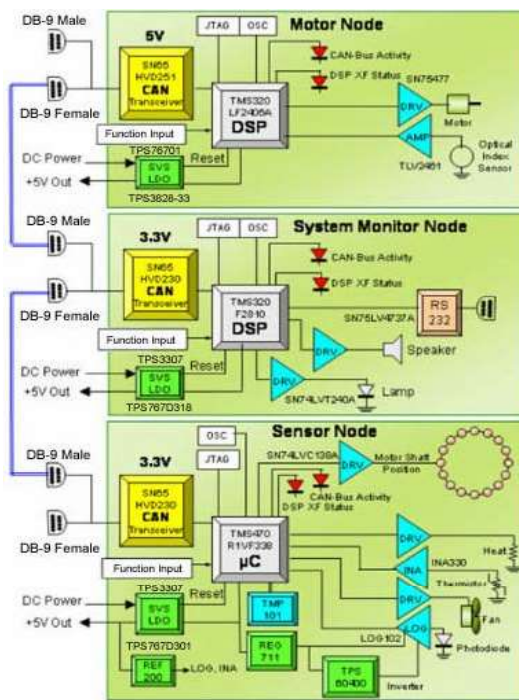 DB-9 Male
Motor Node
JTAG
OSC
5V
CAN-Bus Activity
SN65
HVD251
CAN
Transceiver
DSP XF Status
SN75477
TMS320
LF2406A
DSP
DRV
Motor
DB-9 Female
Function Input
AMP
Optical
Index
Sensor
TLV2461
DC Power
TPS76701
Reset
+5V Out
SVS
LDO
TPS3828-33
DB-9 Male
System Monitor Node
JTAG
OSC
3.3V
CAN-Bus Activity
SN65
HVD230
CAN
Transceiver
DSP XF Status
TMS320
F2810
DSP
RS
232
SN75LV4737A
DB-9 Female
Function Input
DRV
Speaker
TPS3307
Reset
DC Power
+5V Out
SVS
LDO
DRV
Lamp
TPS767D318
SN74LVT240A
Sensor Node
OSC
DB-9 Male
3.3V
JTAG
SN74LVC138A
DRV
Motor Shaft
Position
CAN-Bus Activity
DSP XF Status
SN65
HVD230
CAN
Transceiver
DB-9 Female
TMS470
R1VF338
µC
DRV
Heat
Function Input
INA
INA330
Thermistor
TPS3307
Reset
TMP
101
DRV
Fan
DC Power
+5V Out
SVS
LDO
LOG
LOG102
Photodiode
TPS767D301
REG
711
REF
200
LOG, INA
TPS
60400
Inverter